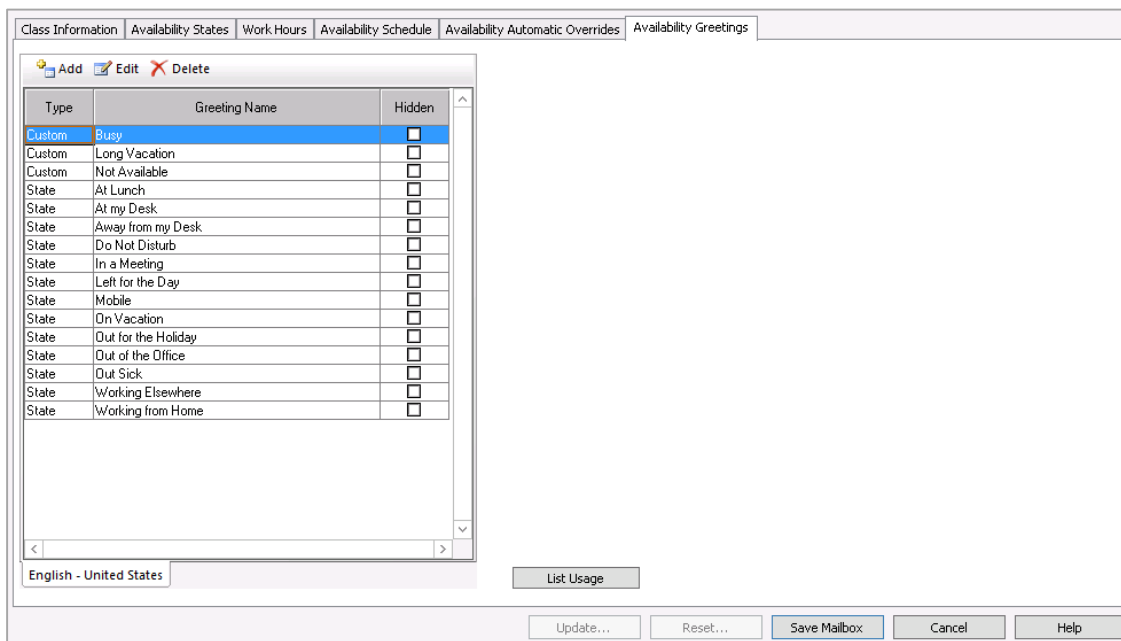 Class Information Availability States Work Hours Availability Schedule Availability Automatic Overrides Availability Greetings
Add Edit Delete
Type Greeting Name Hidden
Custom Busy
Custom Long Vacation
Custom Not Available
State At Lunch
State At my Desk
State Away from my Desk
State Do Not Disturb
State In a Meeting
State Left for the Day
State Mobile
State On Vacation
State Out for the Holiday
State Out of the Office
State Out Sick
State Working Elsewhere
State Working from Home
English - United States
List Usage
Update... Reset... Save Mailbox Cancel Help